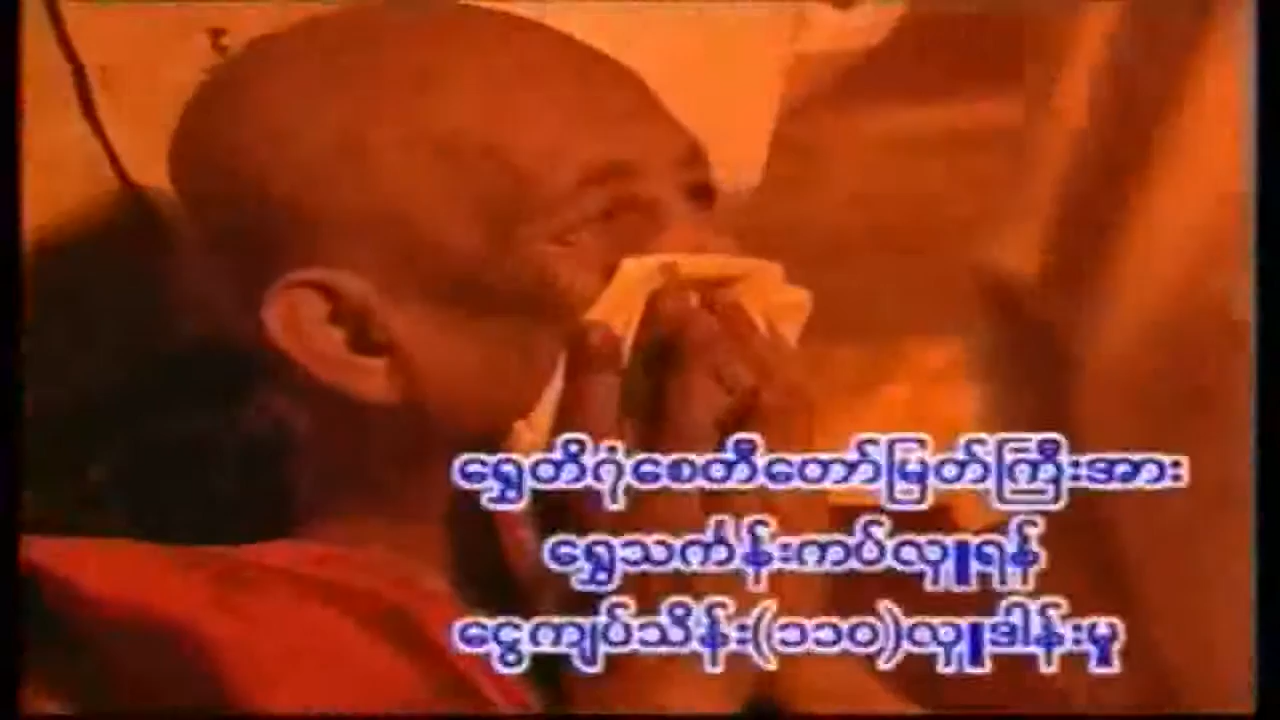 ရွှေတိဂုံစေတီတော်မြတ်ကြီးအား
ရွှေသင်္ကန်းကပ်လှူရန်
ငွေကျပ်သိန်း(၁၁၀)လှူဒါန်းမှု